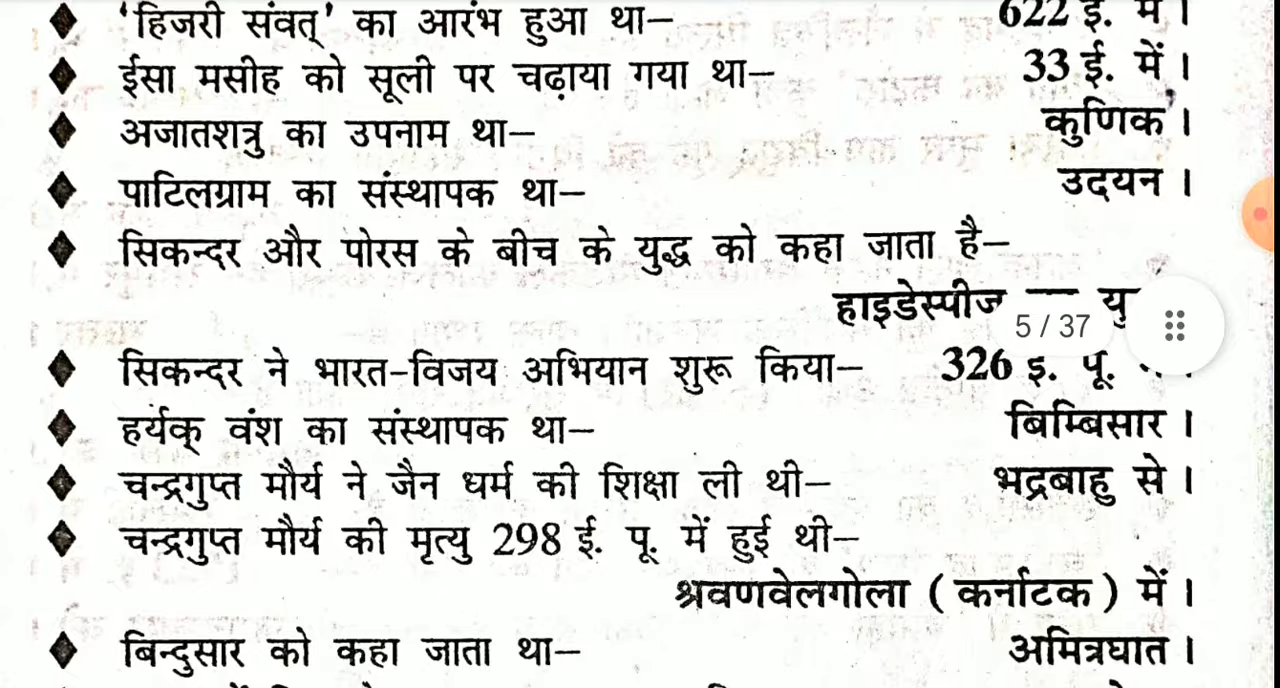 ◆ 'हिजरी संवत्' का आरंभ हुआ था– 622 ई. में।
◆ ईसा मसीह को सूली पर चढ़ाया गया था– 33 ई. में।
◆ अजातशत्रु का उपनाम था– कुणिक।
◆ पाटिलग्राम का संस्थापक था– उदयन।
◆ सिकन्दर और पोरस के बीच के युद्ध को कहा जाता है–
हाइडेस्पीज
5 / 37
◆ सिकन्दर ने भारत-विजय अभियान शुरू किया– 326 इ. पू.
◆ हर्यक् वंश का संस्थापक था– बिम्बिसार।
◆ चन्द्रगुप्त मौर्य ने जैन धर्म की शिक्षा ली थी– भद्रबाहु से।
◆ चन्द्रगुप्त मौर्य की मृत्यु 298 ई. पू. में हुई थी–
श्रवणवेलगोला (कर्नाटक) में।
◆ बिन्दुसार को कहा जाता था– अमित्रघात।